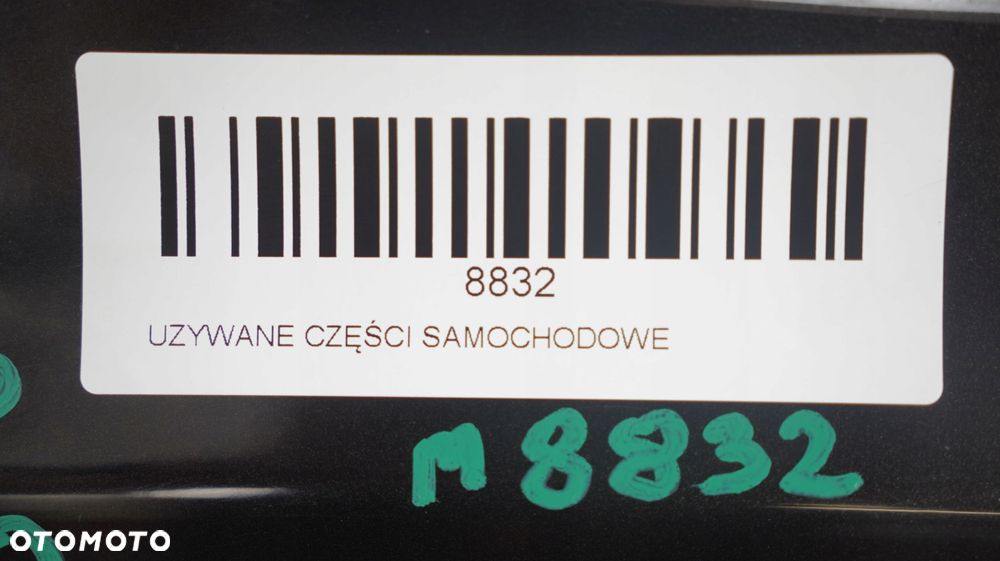 8832
UZYWANE CZĘŚCI SAMOCHODOWE
M8832
OTOMOTO